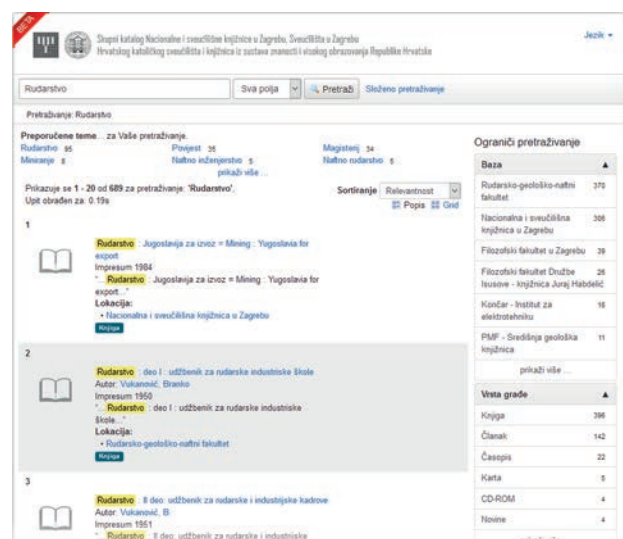 BETA
Skupni katalog Nacionalne i sveučilišne knjižnice u Zagrebu, Sveučilišta u Zagrebu
Hrvatskog katoličkog sveučilišta i knjižnica iz sustava znanosti i visokog obrazovanja Republike Hrvatske
Jezik
Rudarstvo
Sva polja
Pretraži
Složeno pretraživanje
Pretraživanje: Rudarstvo
Preporučene teme... za Vaše pretraživanje.
Rudarstvo 95 Povijest 35 Magisterij 34
Miniranje 8 Naftno inženjerstvo 5 Naftno rudarstvo 5
prikaži više ...
Prikazuje se 1 - 20 od 689 za pretraživanje: 'Rudarstvo'.
Upit obrađen za: 0.19s
Sortiranje Relevantnost
Popis Grid
1
Rudarstvo : Jugoslavija za izvoz = Mining : Yugoslavia for
export
Impresum 1984
"...Rudarstvo : Jugoslavija za izvoz = Mining : Yugoslavia for
export..."
Lokacija:
• Nacionalna i sveučilišna knjižnica u Zagrebu
Knjiga
2
Rudarstvo : deo I : udžbenik za rudarske industriske škole
Autor: Vukanović, Branko
Impresum 1950
"...Rudarstvo : deo I : udžbenik za rudarske industriske
škole..."
Lokacija:
• Rudarsko-geološko-naftni fakultet
Knjiga
3
Rudarstvo : II deo: udžbenik za rudarske i industrijske kadrove
Autor: Vukanović, B.
Impresum 1951
"...Rudarstvo : II deo: udžbenik za rudarske i industrijske
Ograniči pretraživanje
Baza
Rudarsko-geološko-naftni 370
fakultet
Nacionalna i sveučilišna 306
knjižnica u Zagrebu
Filozofski fakultet u Zagrebu 39
Filozofski fakultet Družbe 26
Isusove - knjižnica Juraj Habdelić
Končar - Institut za 16
elektrotehniku
PMF - Središnja geološka 11
knjižnica
prikaži više ...
Vrsta građe
Knjiga 396
Članak 142
Časopis 22
Karta 5
CD-ROM 4
Novine 4